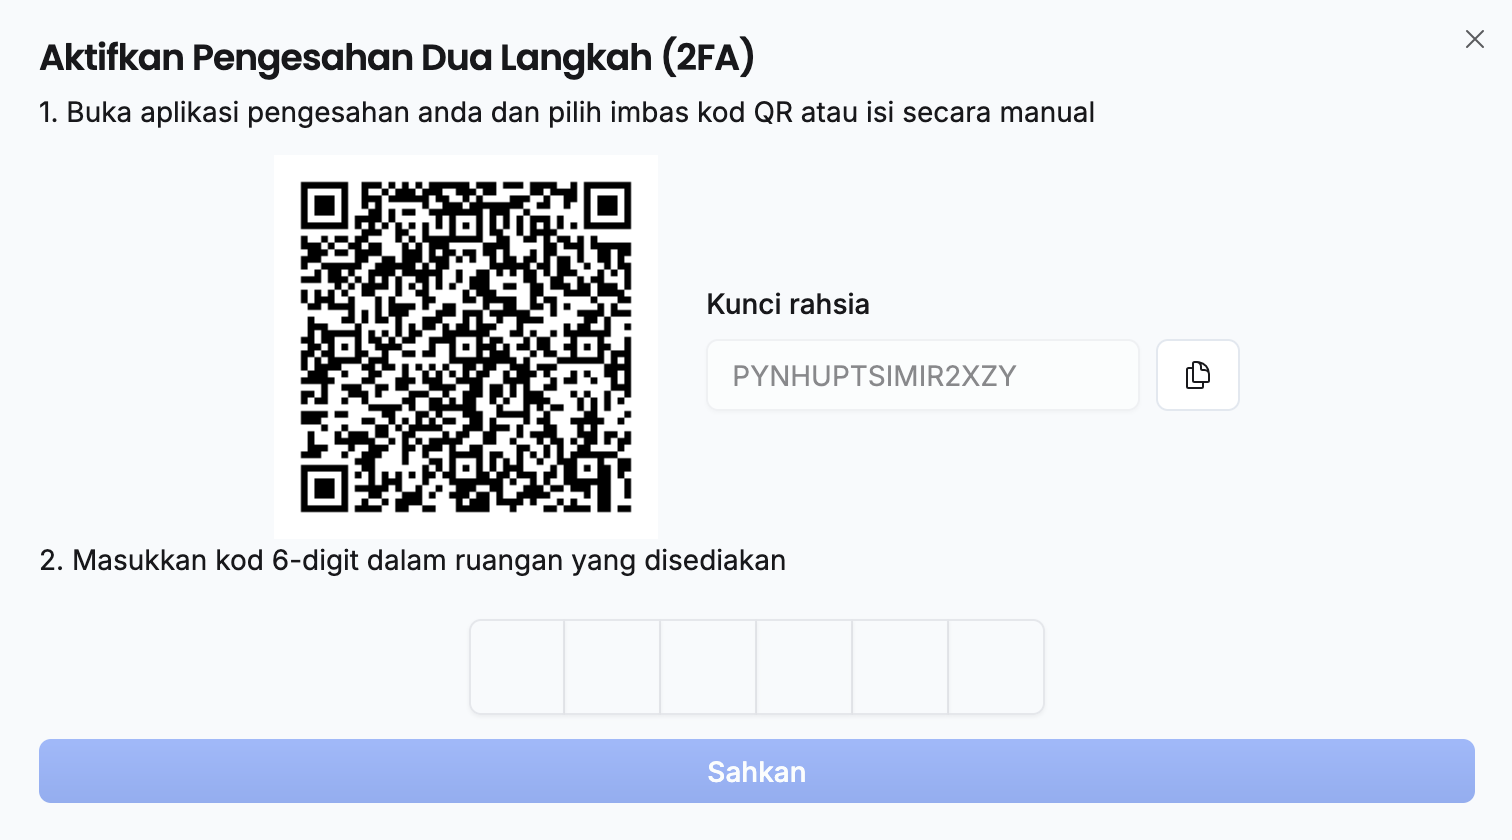 Aktifkan Pengesahan Dua Langkah (2FA)
1. Buka aplikasi pengesahan anda dan pilih imbas kod QR atau isi secara manual
Kunci rahsia
PYNHUPTSIMIR2XZY
2. Masukkan kod 6-digit dalam ruangan yang disediakan
Sahkan